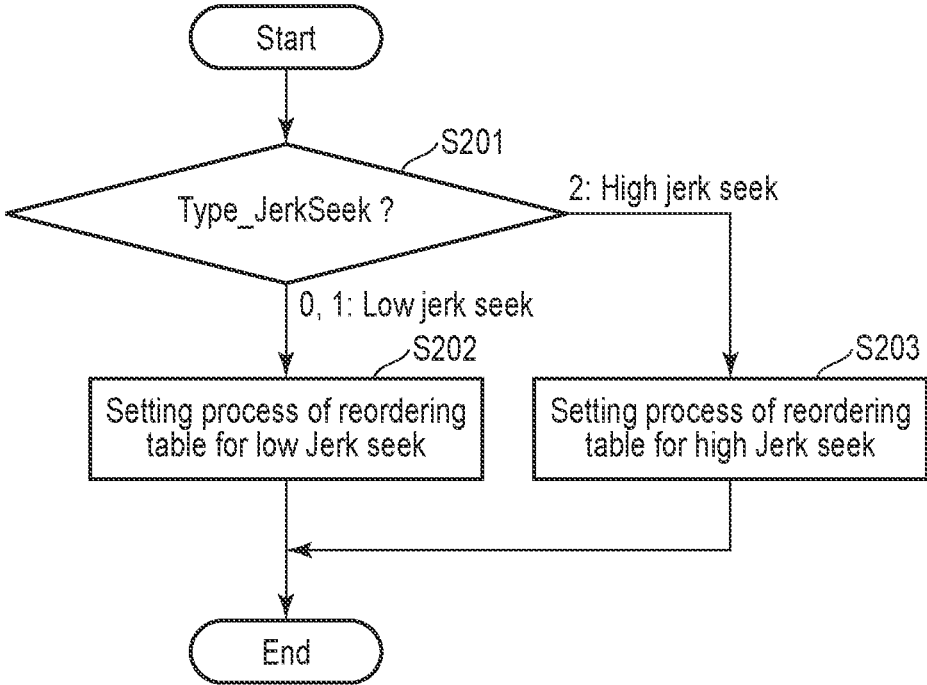 Start
S201
Type_JerkSeek ?
2: High jerk seek
0, 1: Low jerk seek
S202
Setting process of reordering
table for low Jerk seek
S203
Setting process of reordering
table for high Jerk seek
End